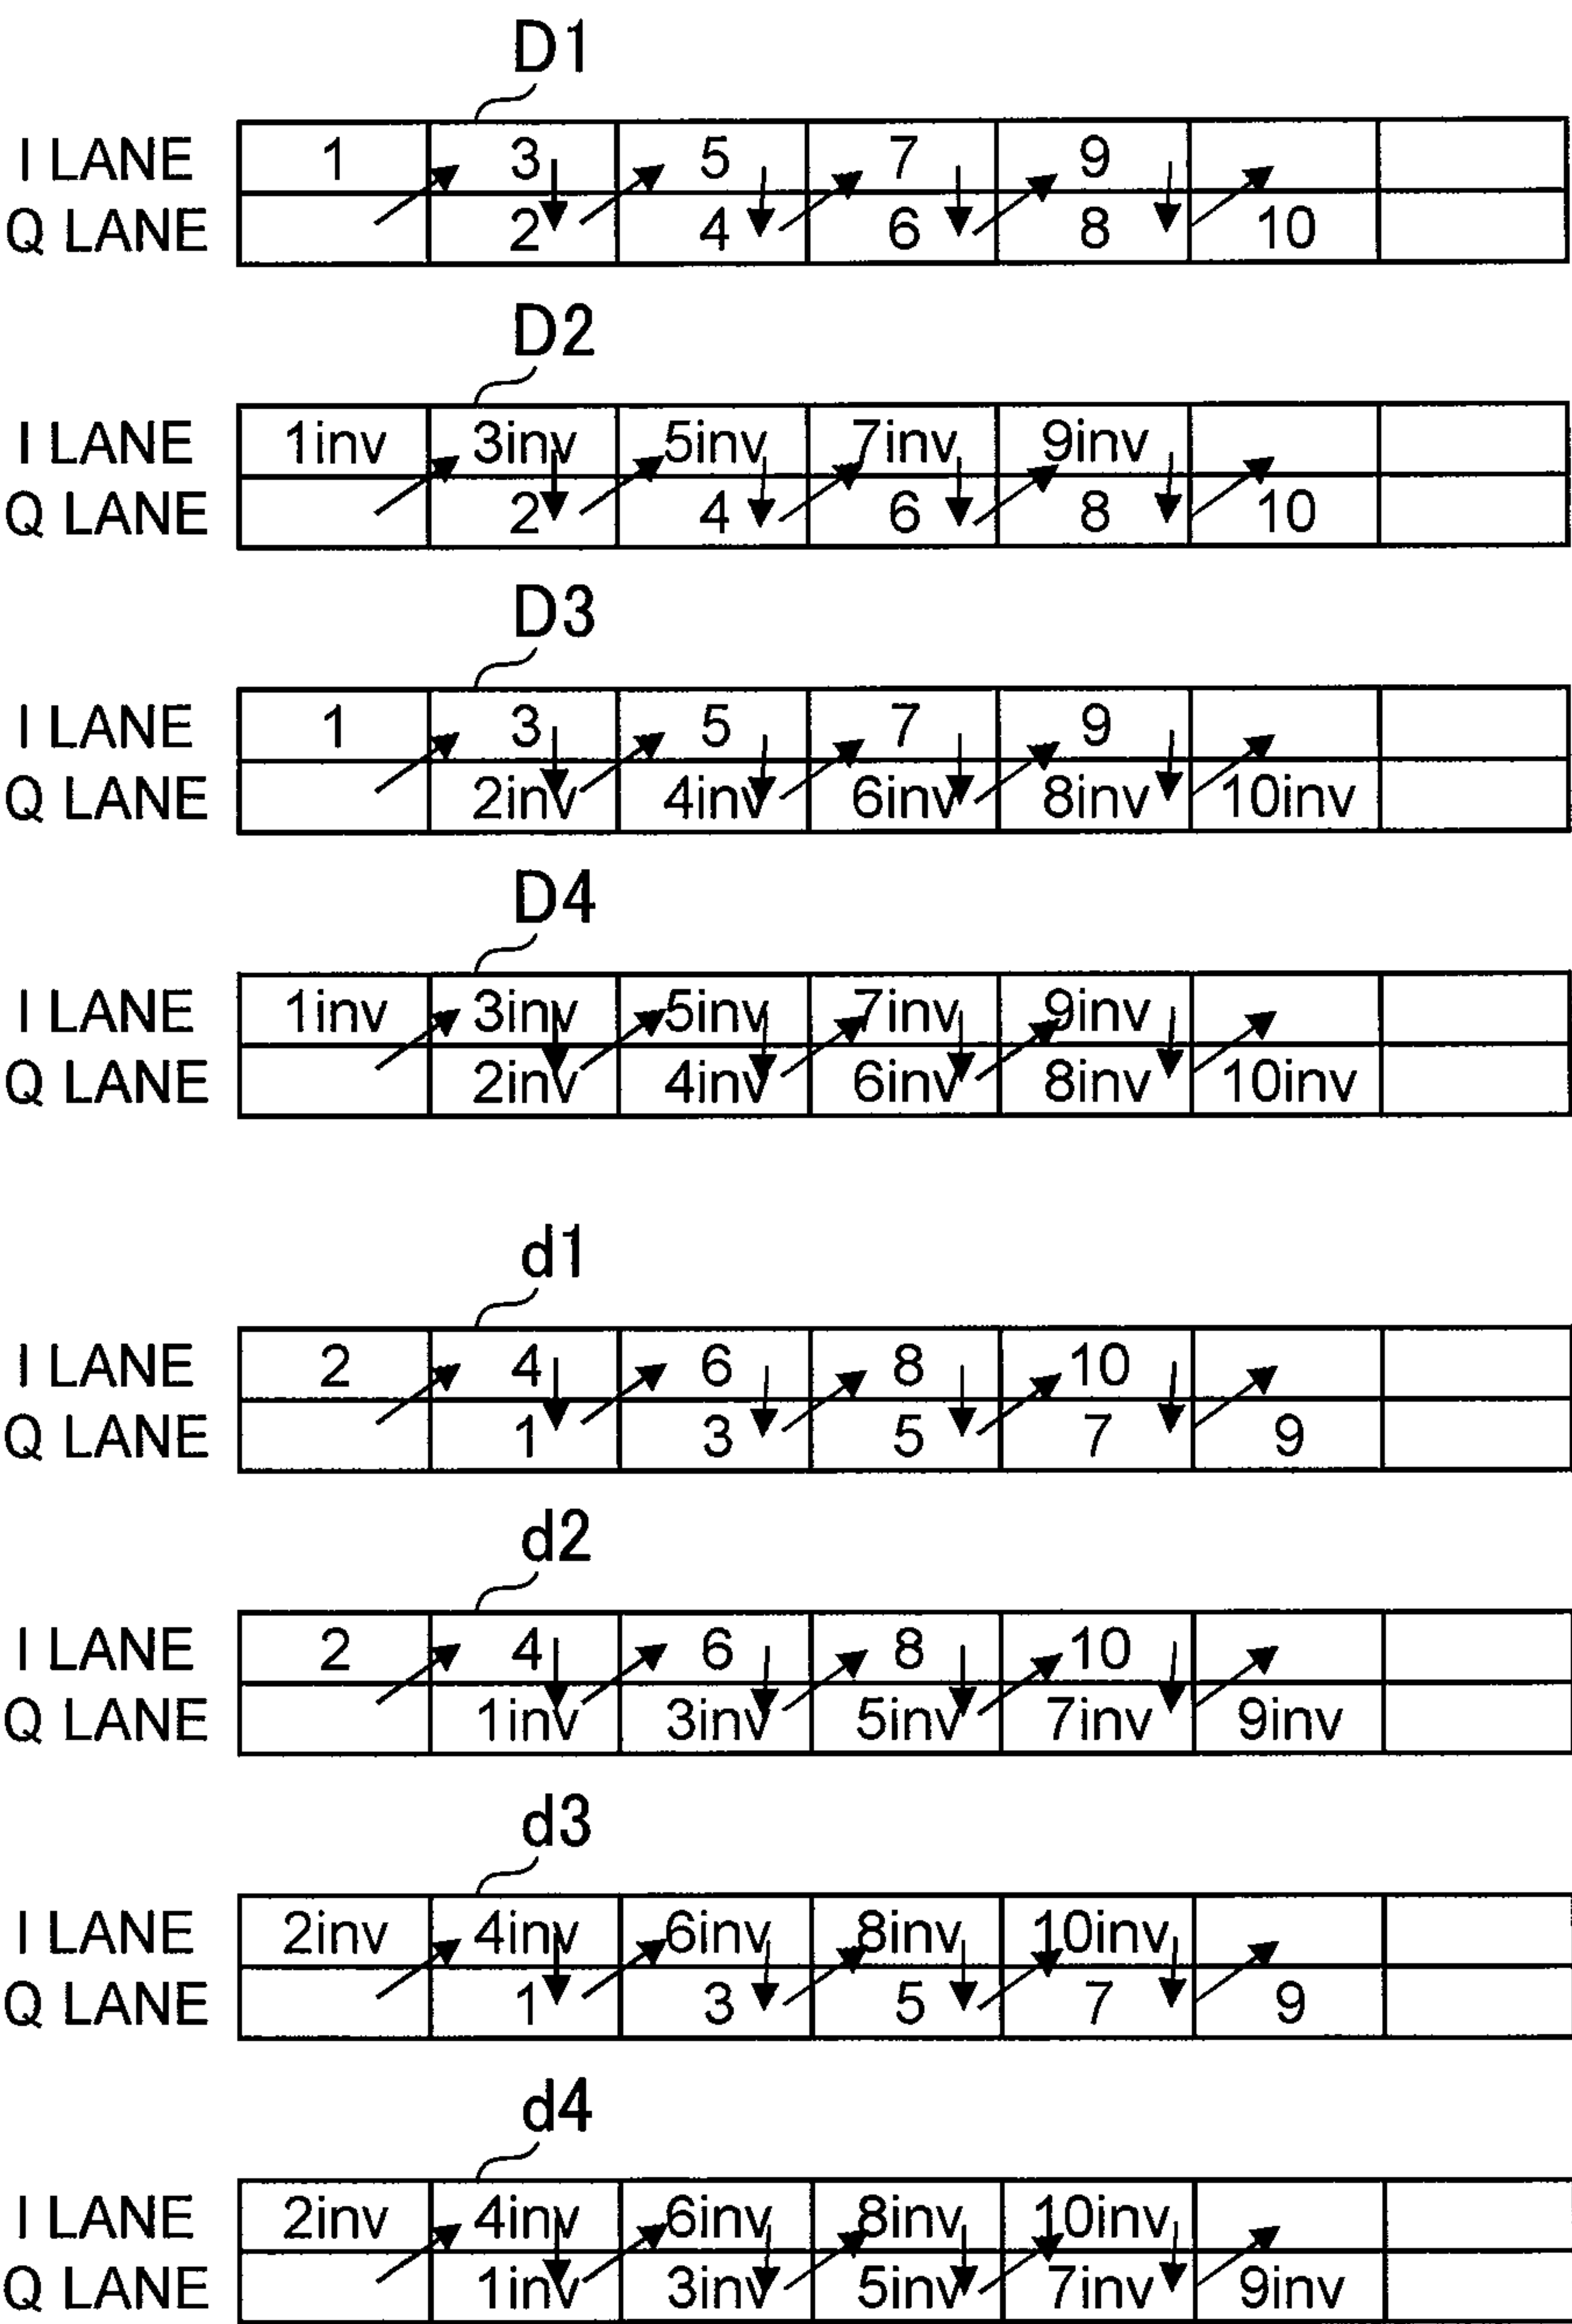 D1
I LANE 1 3 5 7 9
Q LANE 2 4 6 8 10
D2
I LANE 1inv 3inv 5inv 7inv 9inv
Q LANE 2 4 6 8 10
D3
I LANE 1 3 5 7 9
Q LANE 2inv 4inv 6inv 8inv 10inv
D4
I LANE 1inv 3inv 5inv 7inv 9inv
Q LANE 2inv 4inv 6inv 8inv 10inv
d1
I LANE 2 4 6 8 10
Q LANE 1 3 5 7 9
d2
I LANE 2 4 6 8 10
Q LANE 1inv 3inv 5inv 7inv 9inv
d3
I LANE 2inv 4inv 6inv 8inv 10inv
Q LANE 1 3 5 7 9
d4
I LANE 2inv 4inv 6inv 8inv 10inv
Q LANE 1inv 3inv 5inv 7inv 9inv